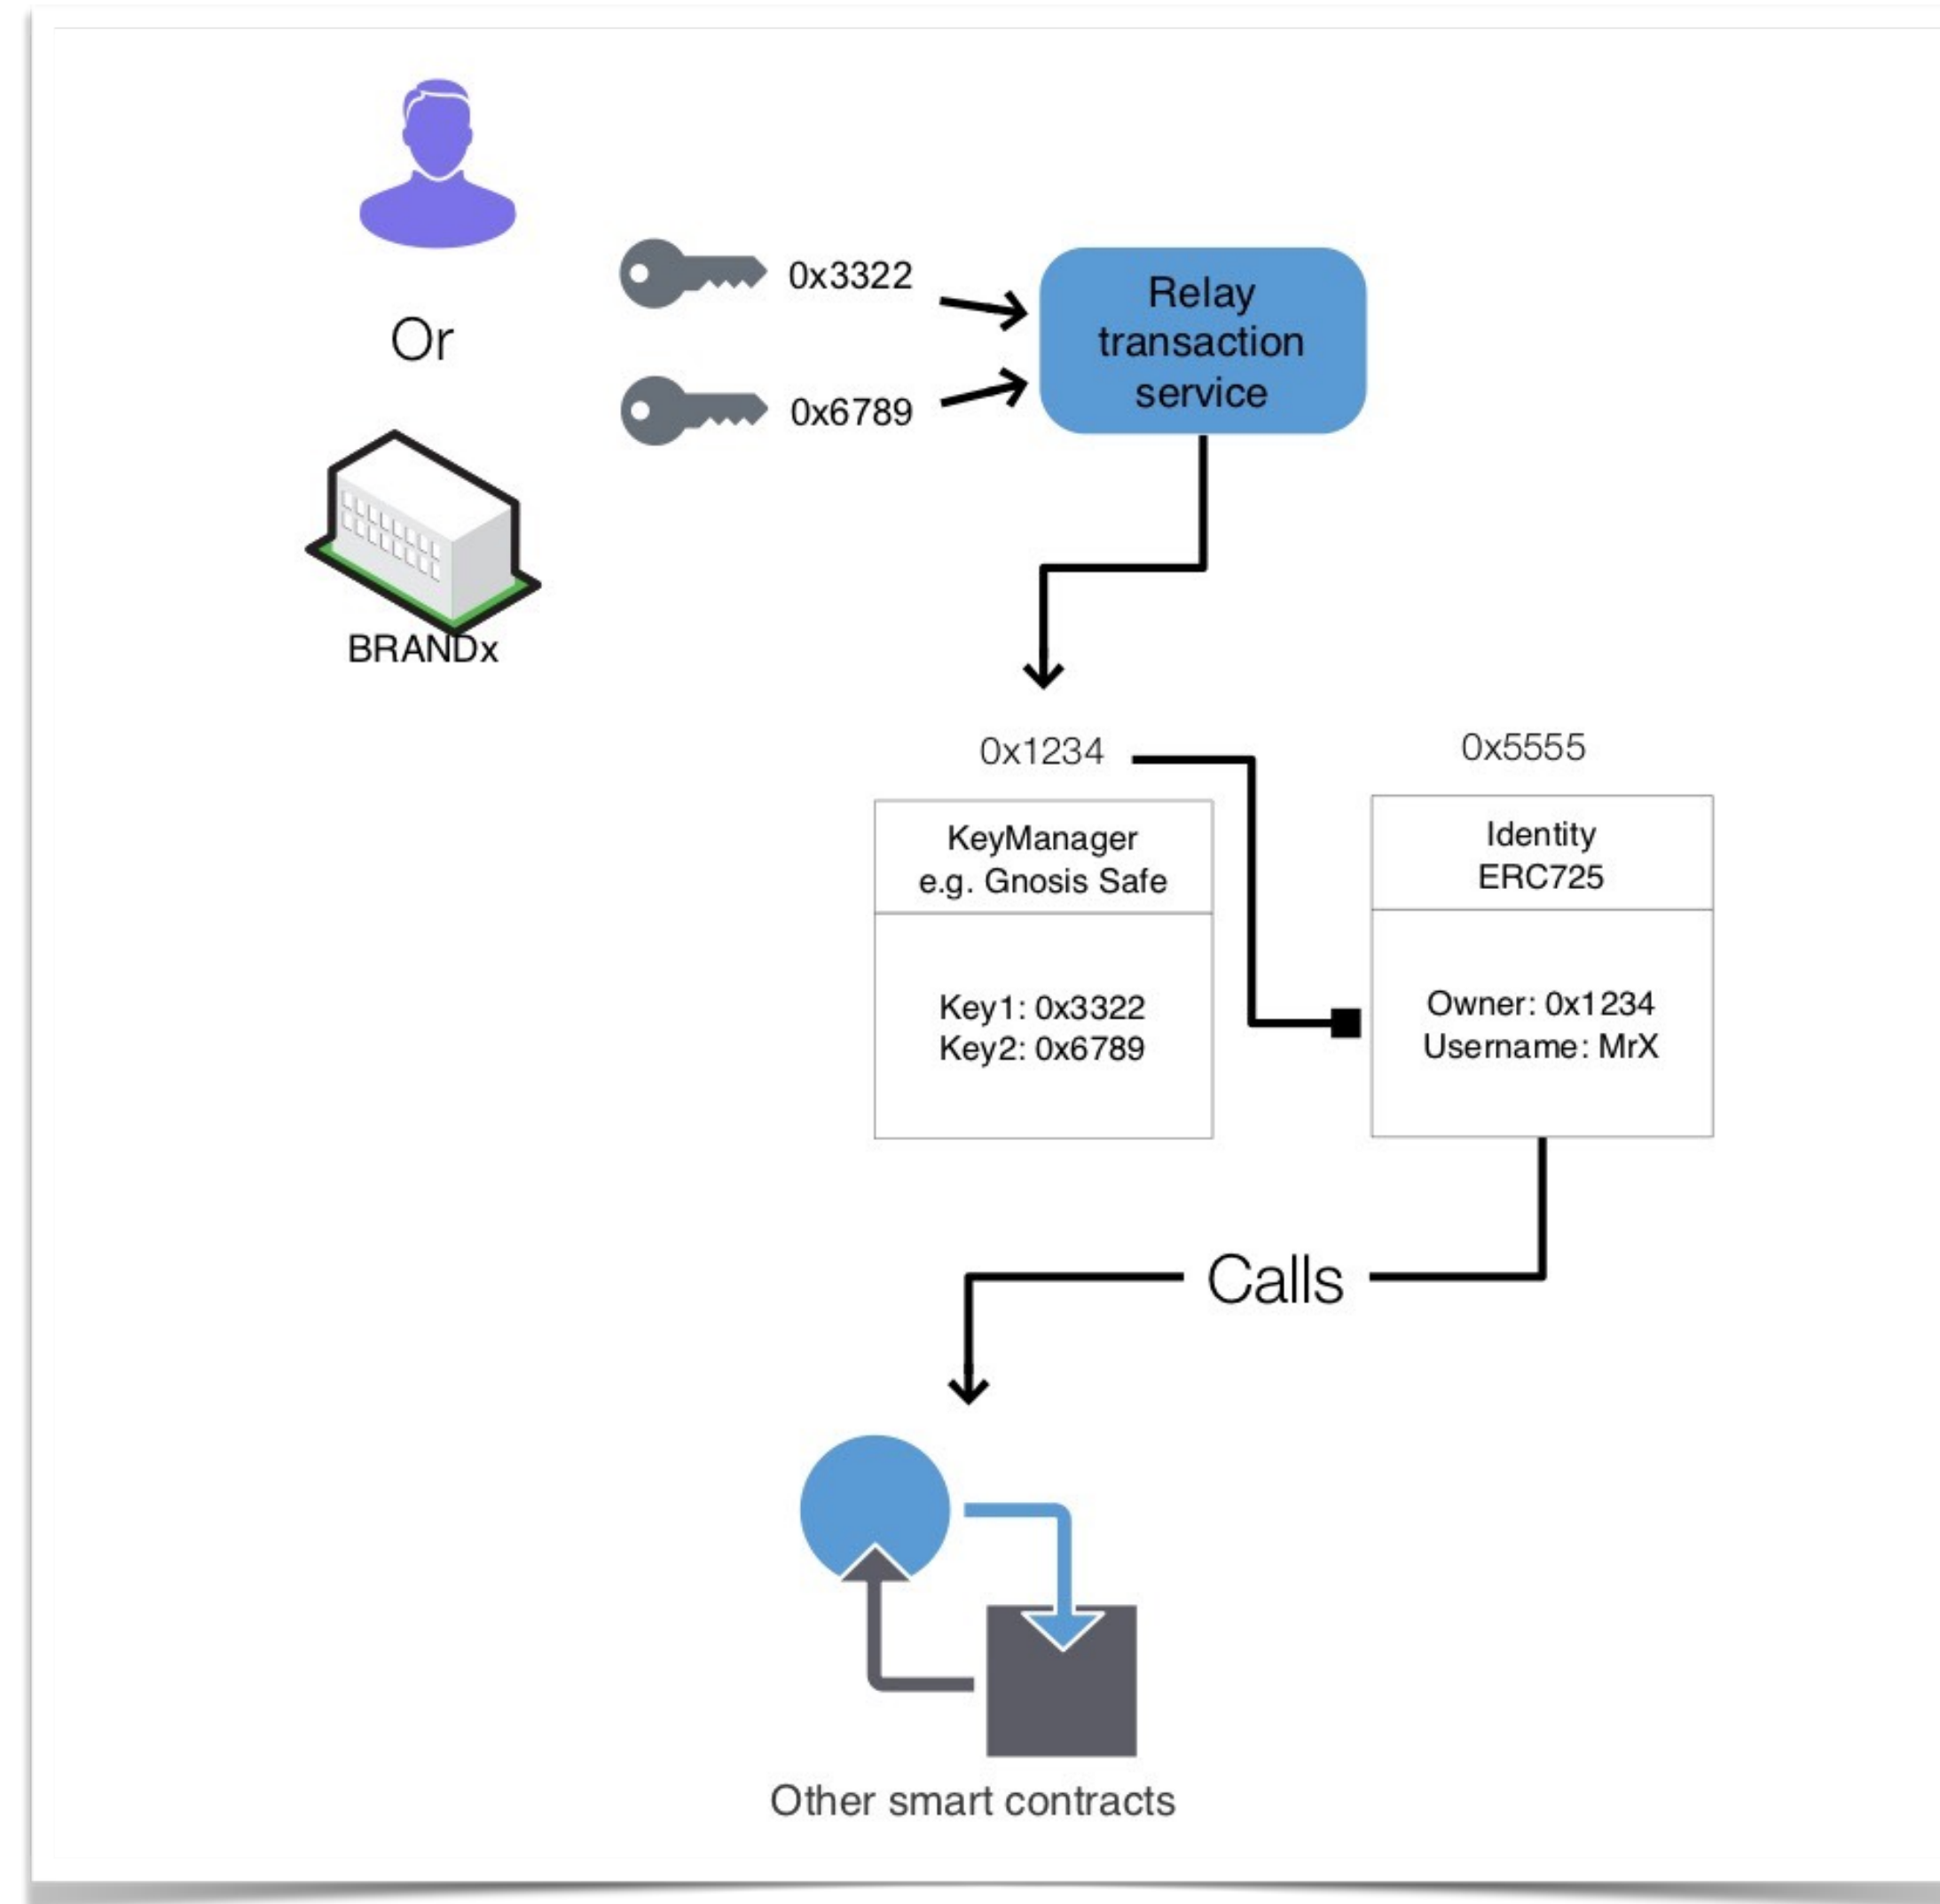 Or
BRANDx
0x3322
0x6789
Relay
transaction
service
0x1234
KeyManager
e.g. Gnosis Safe
Key1: 0x3322
Key2: 0x6789
0x5555
Identity
ERC725
Owner: 0x1234
Username: MrX
Calls
Other smart contracts